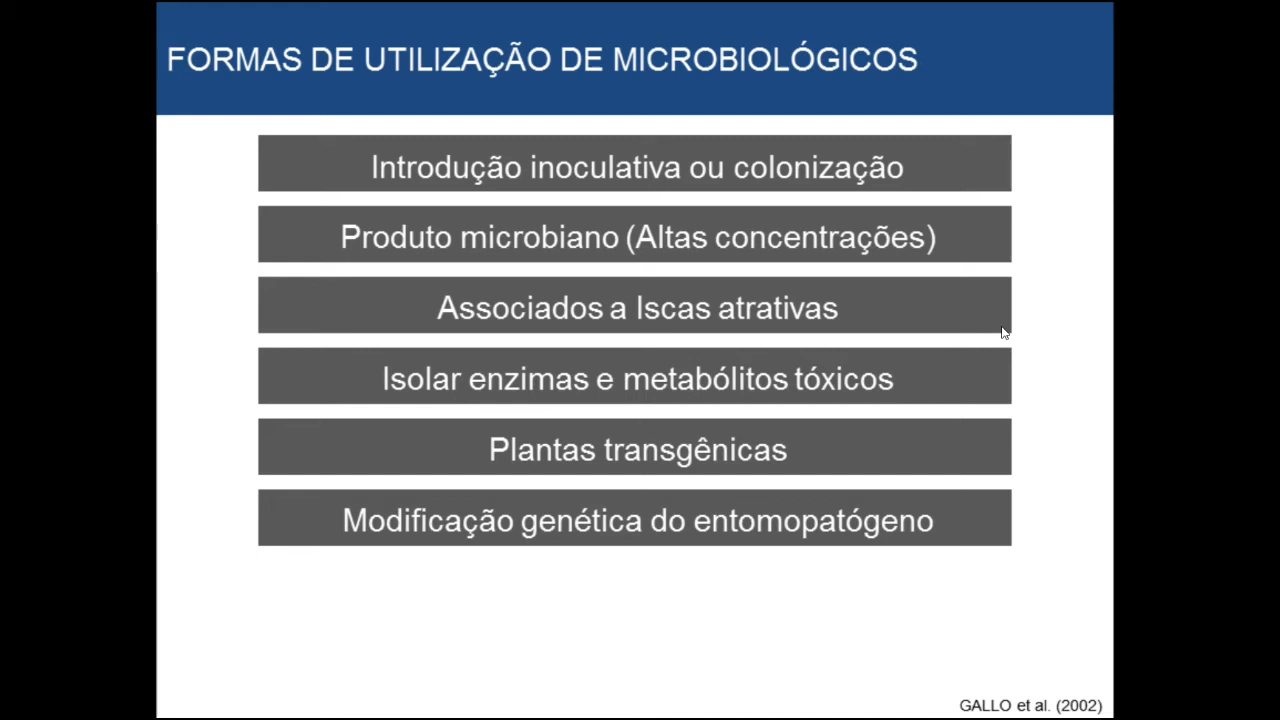 FORMAS DE UTILIZAÇÃO DE MICROBIOLÓGICOS
Introdução inoculativa ou colonização
Produto microbiano (Altas concentrações)
Associados a Iscas atrativas
Isolar enzimas e metabólitos tóxicos
Plantas transgênicas
Modificação genética do entomopatógeno
GALLO et al. (2002)